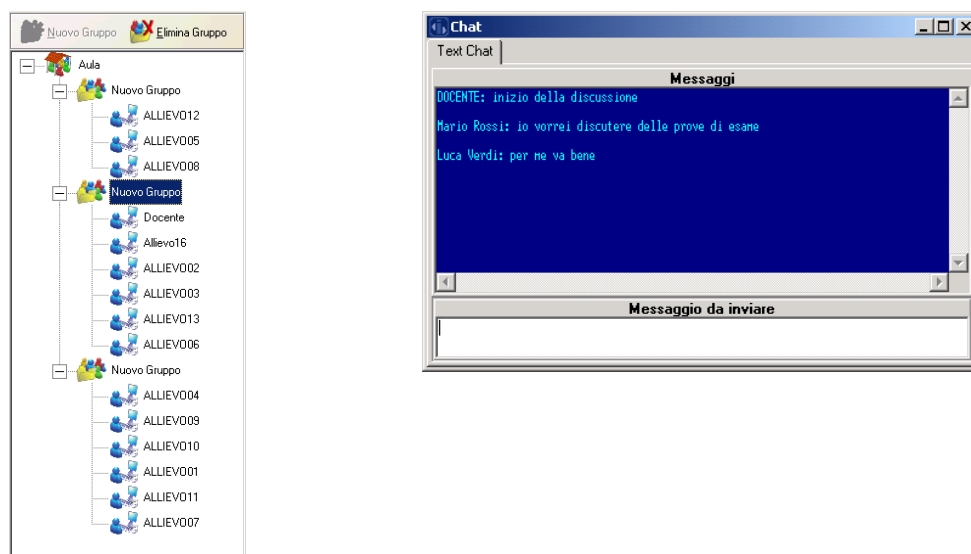 Nuovo Gruppo Elimina Gruppo
Aula
Nuovo Gruppo
ALLIEVO12
ALLIEVO05
ALLIEVO08
Nuovo Gruppo
Docente
Allievo16
ALLIEVO02
ALLIEVO03
ALLIEVO13
ALLIEVO06
Nuovo Gruppo
ALLIEVO04
ALLIEVO09
ALLIEVO10
ALLIEVO01
ALLIEVO11
ALLIEVO07
Chat
Text Chat
Messaggi
DOCENTE: inizio della discussione
Mario Rossi: io vorrei discutere delle prove di esame
Luca Verdi: per me va bene
Messaggio da inviare